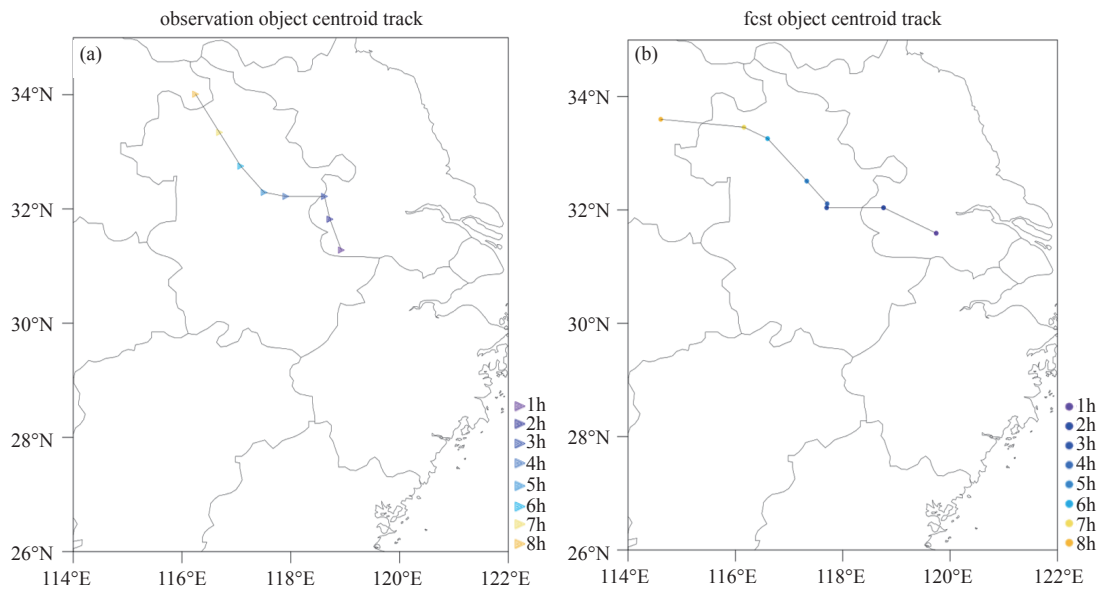 observation object centroid track
fcst object centroid track
(a)
(b)
34°N
32°N
30°N
28°N
26°N
114°E
116°E
118°E
120°E
122°E
1h
2h
3h
4h
5h
6h
7h
8h
34°N
32°N
30°N
28°N
26°N
114°E
116°E
118°E
120°E
122°E
1h
2h
3h
4h
5h
6h
7h
8h